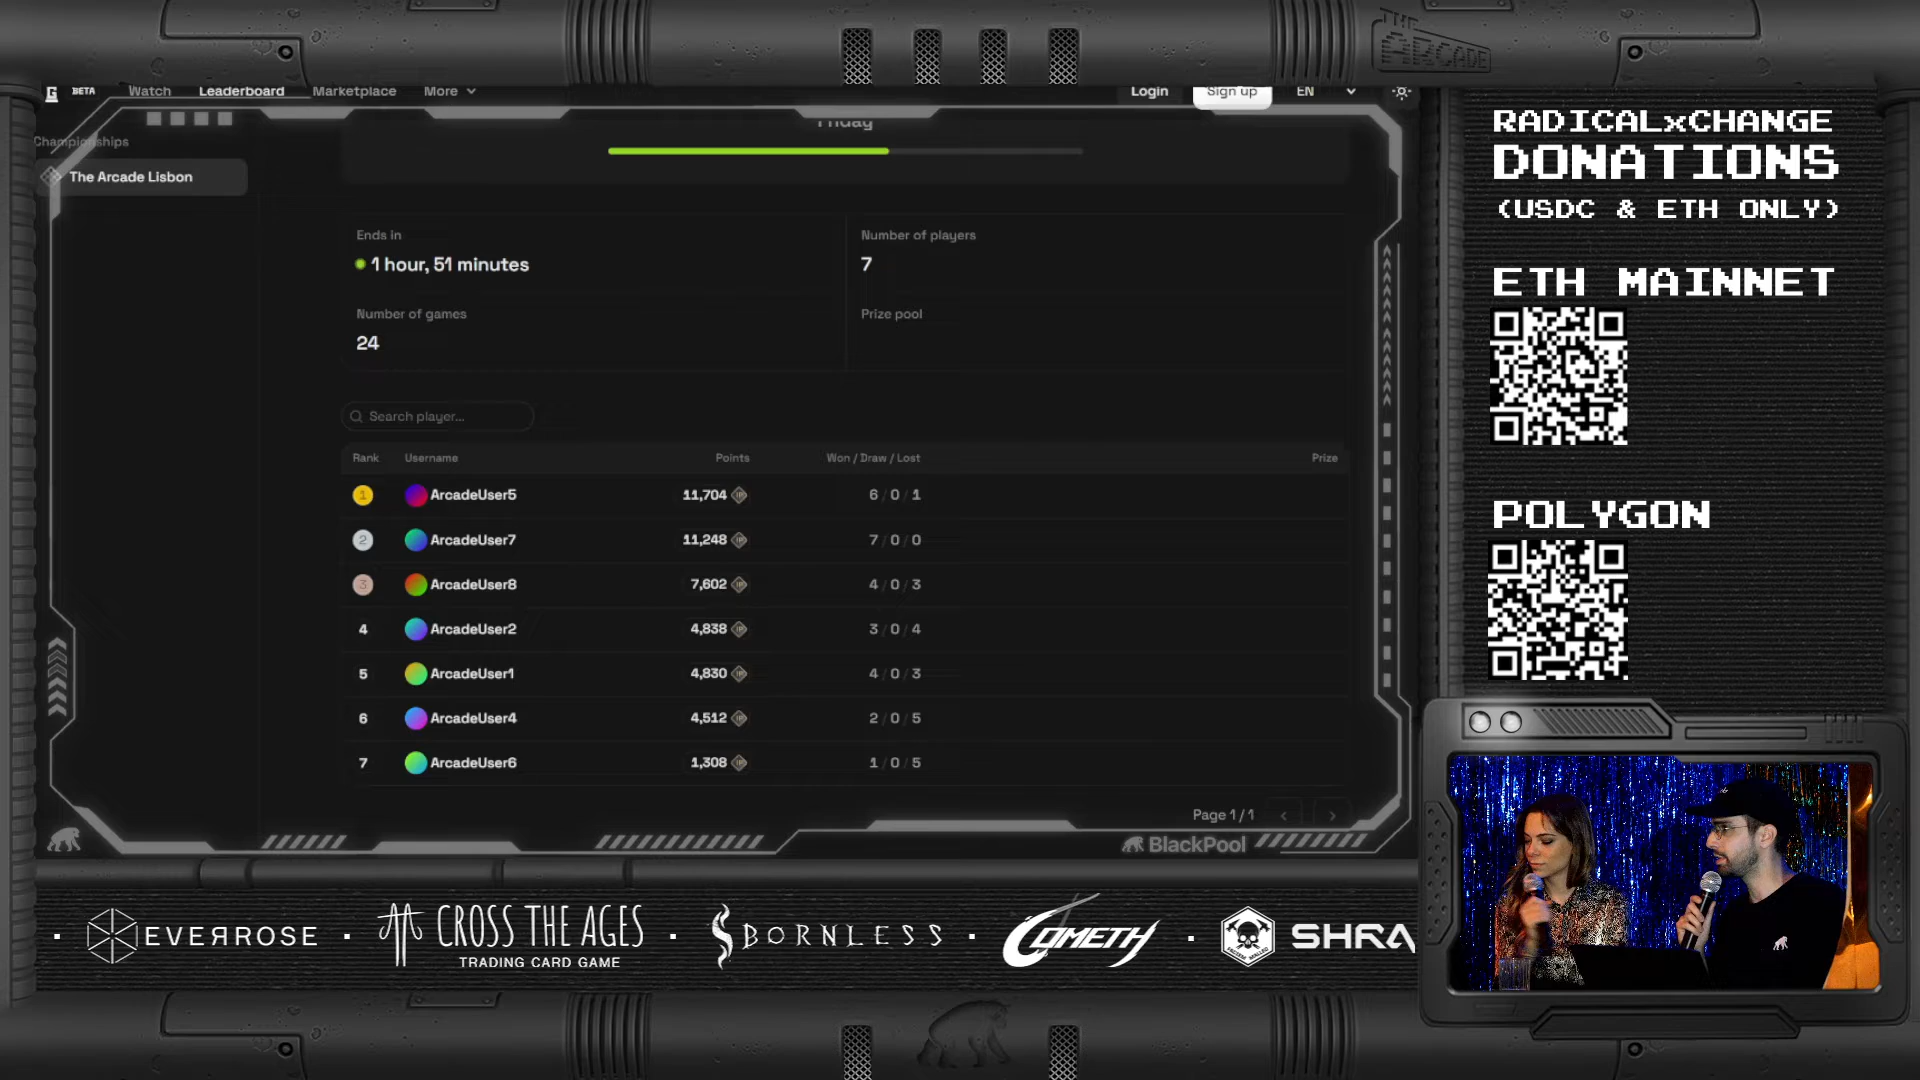 THE ARCADE
BETA Watch Leaderboard Marketplace More Login Sign up EN
Championships
The Arcade Lisbon
Friday
Ends in
1 hour, 51 minutes
Number of players
7
Number of games
24
Prize pool
Search player...
Rank Username Points Won / Draw / Lost Prize
1 ArcadeUser5 11,704 6 / 0 / 1
2 ArcadeUser7 11,248 7 / 0 / 0
3 ArcadeUser8 7,602 4 / 0 / 3
4 ArcadeUser2 4,838 3 / 0 / 4
5 ArcadeUser1 4,830 4 / 0 / 3
6 ArcadeUser4 4,512 2 / 0 / 5
7 ArcadeUser6 1,308 1 / 0 / 5
Page 1 / 1
BlackPool
RADICALxCHANGE
DONATIONS
(USDC & ETH ONLY)
ETH MAINNET
POLYGON
EVERROSE
CROSS THE AGES
TRADING CARD GAME
BORNLESS
COMETH
SHRA